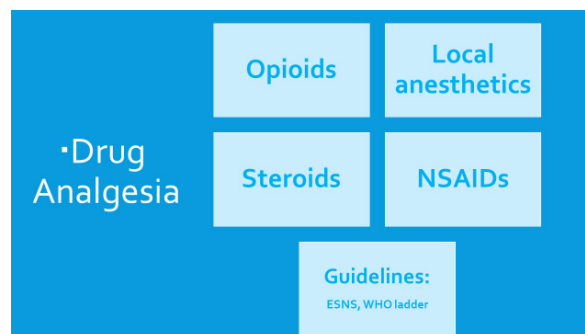 ▪Drug
Analgesia
Opioids
Local
anesthetics
Steroids
NSAIDs
Guidelines:
ESNS, WHO ladder